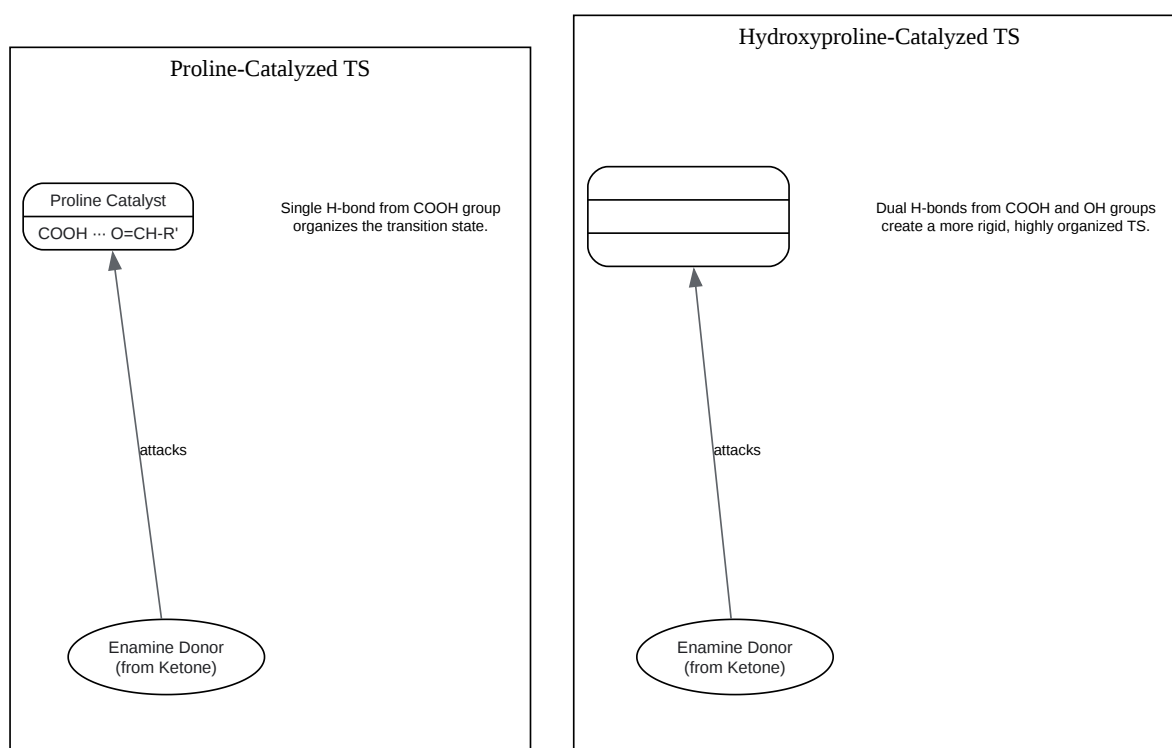 Proline-Catalyzed TS
Proline Catalyst
COOH ··· O=CH-R'
Single H-bond from COOH group
organizes the transition state.
attacks
Enamine Donor
(from Ketone)
Hydroxyproline-Catalyzed TS
Dual H-bonds from COOH and OH groups
create a more rigid, highly organized TS.
attacks
Enamine Donor
(from Ketone)